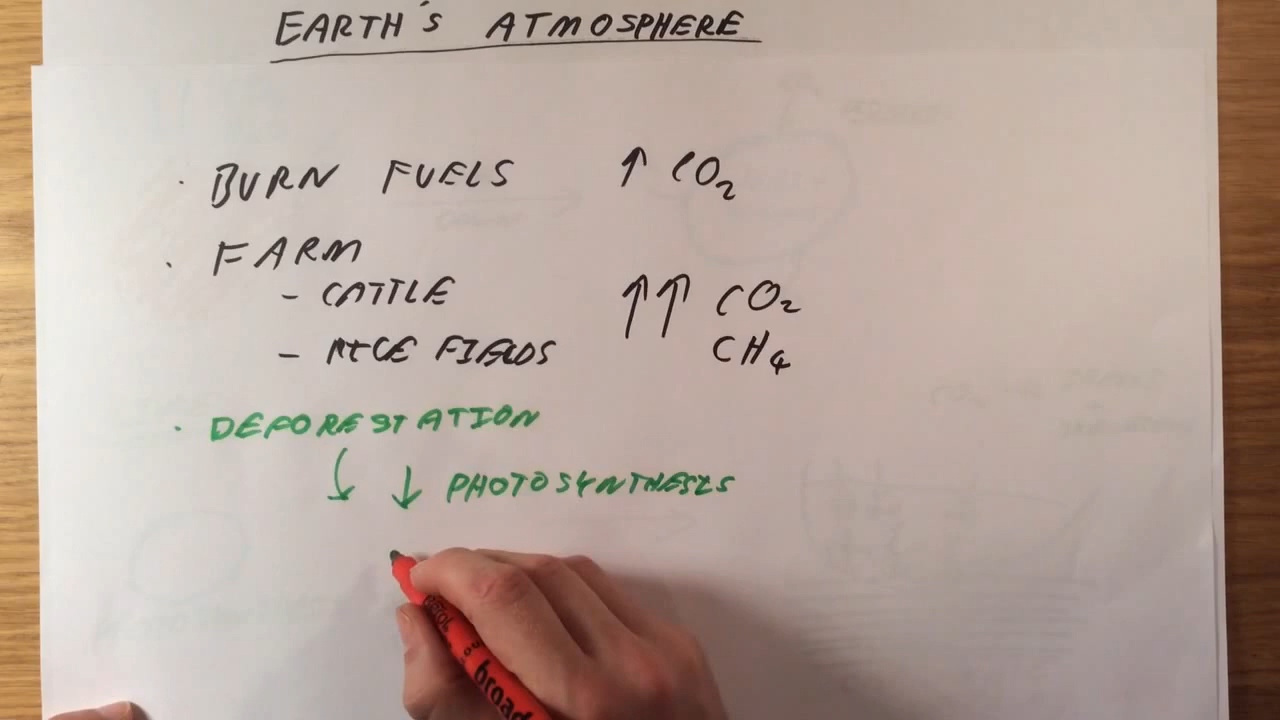 EARTH'S ATMOSPHERE
· BURN FUELS ↑ CO₂
· FARM
- CATTLE ↑↑ CO₂
- RICE FIELDS CH₄
· DEFORESTATION
↓ ↓ PHOTOSYNTHESIS
broad